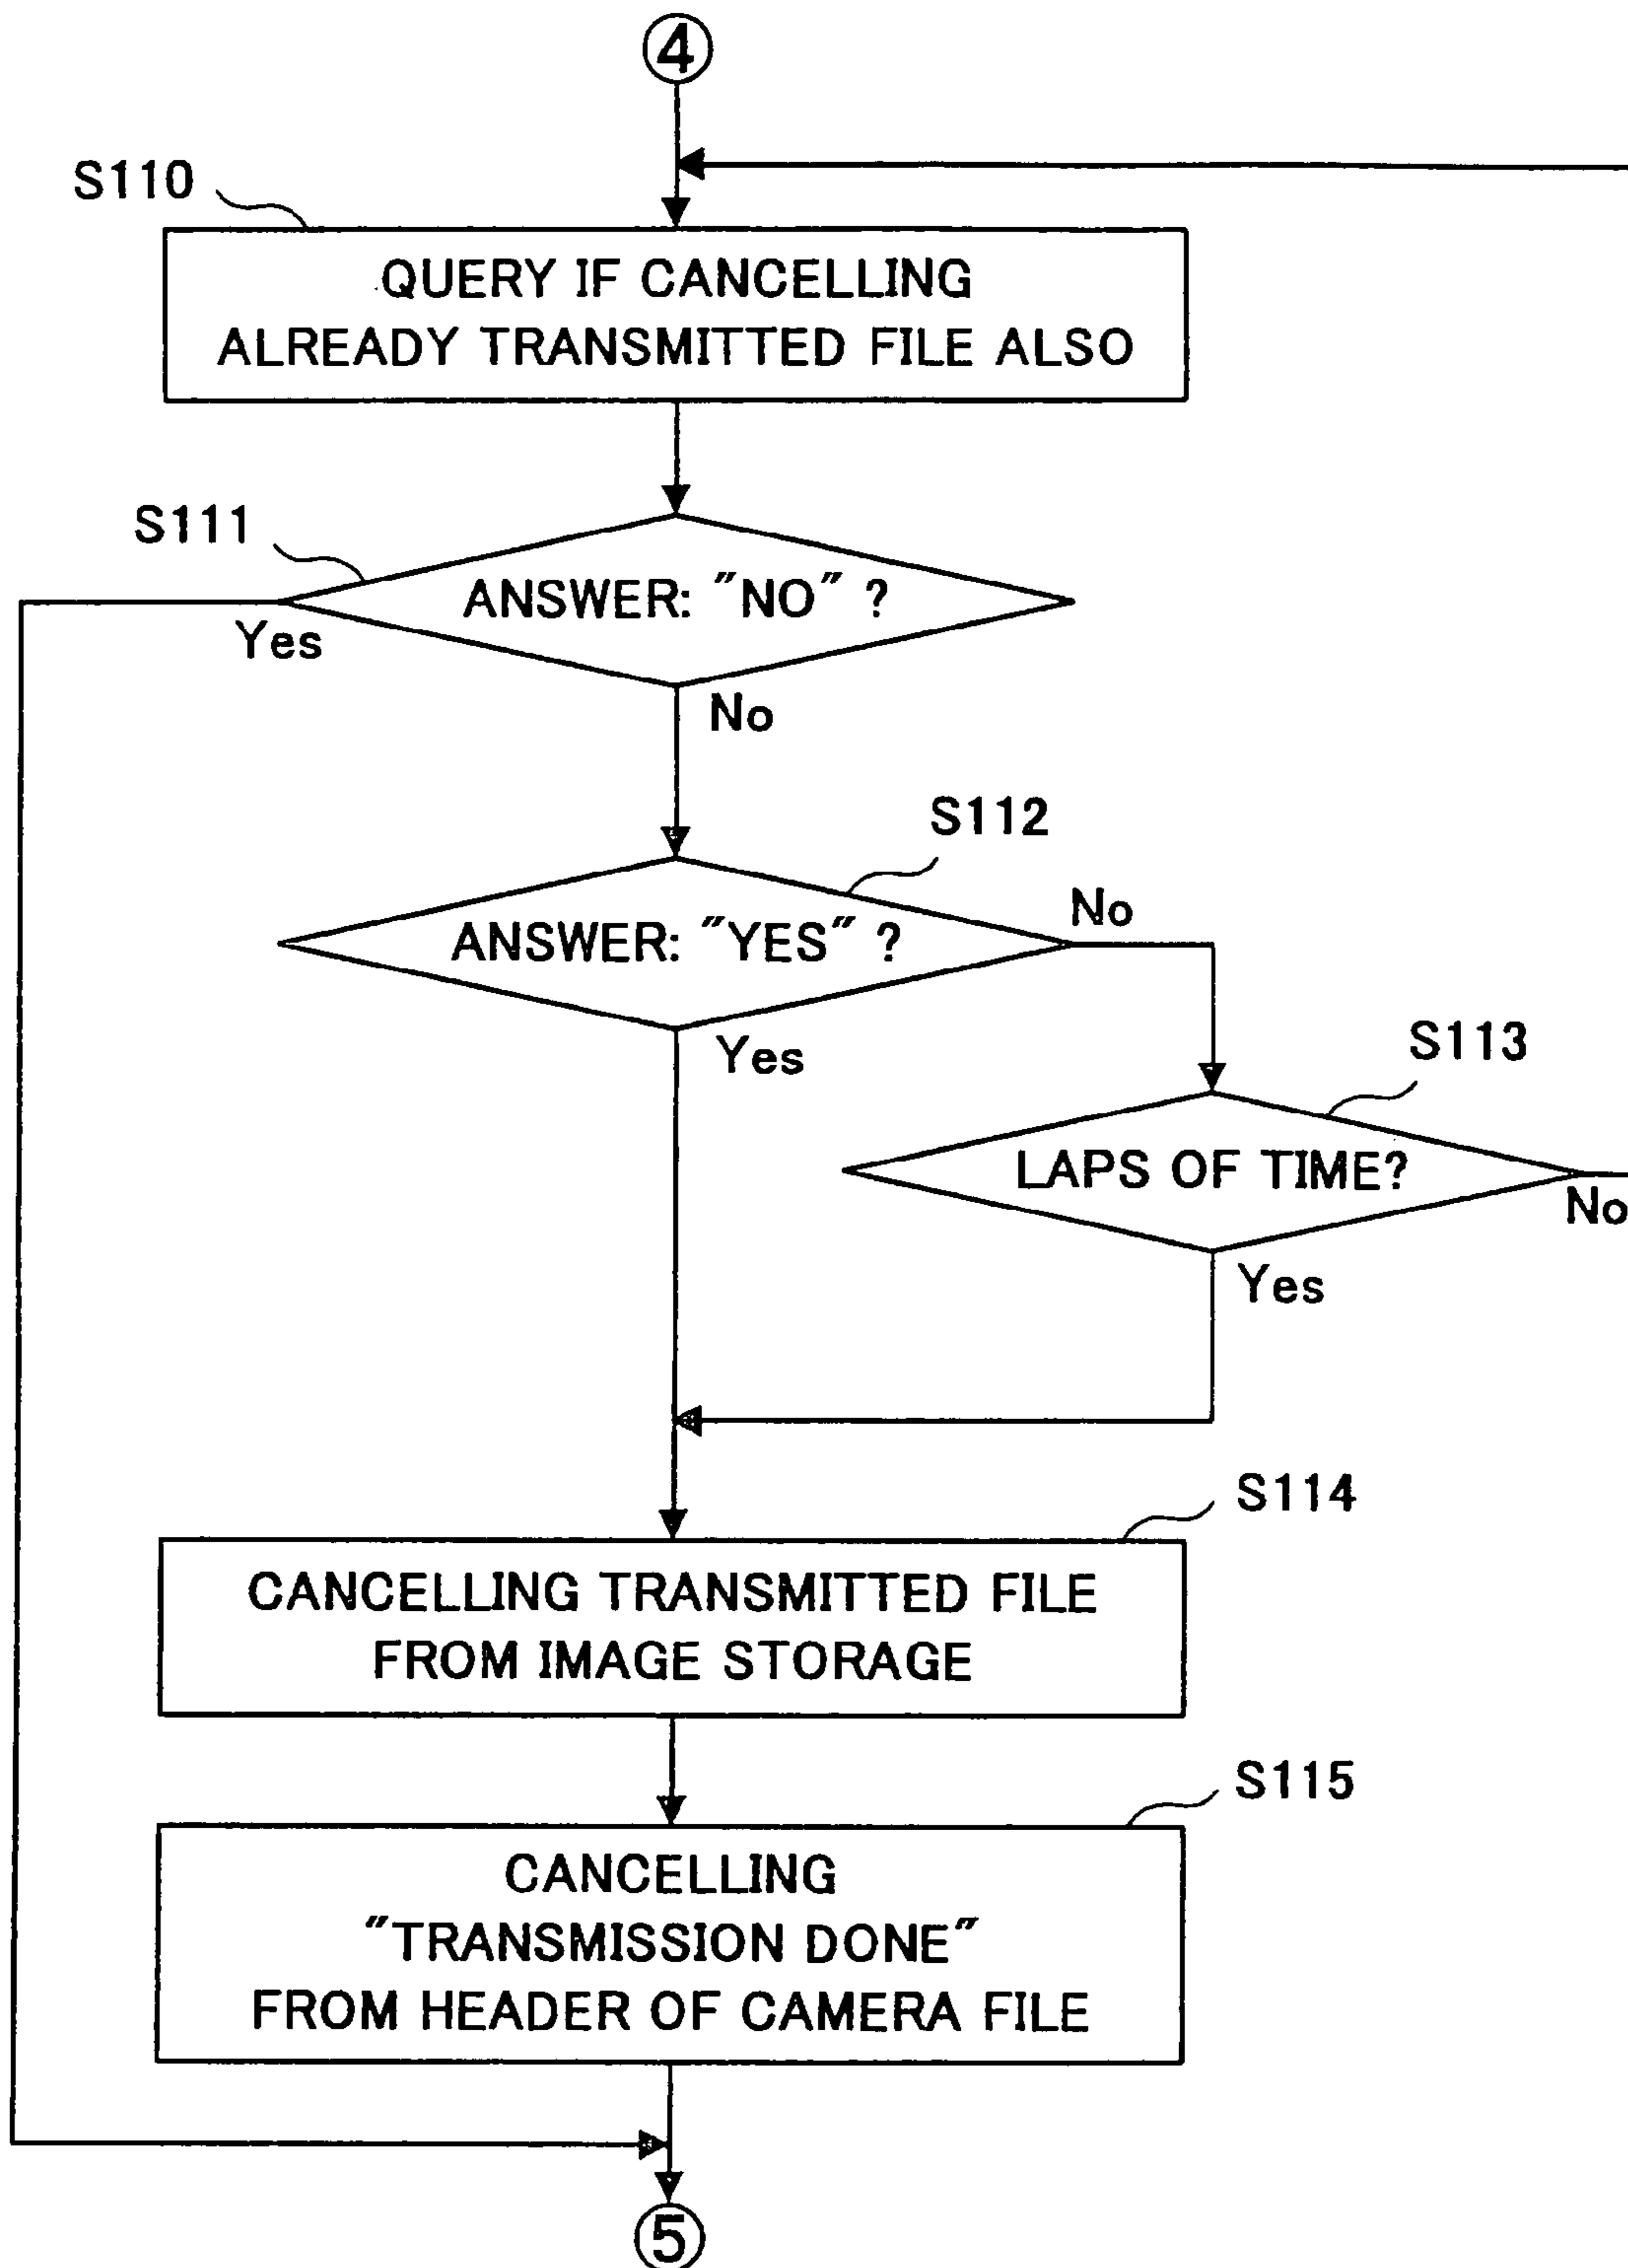 ④
S110
QUERY IF CANCELLING
ALREADY TRANSMITTED FILE ALSO
S111
ANSWER: "NO" ?
Yes
No
S112
ANSWER: "YES" ?
No
Yes
S113
LAPS OF TIME?
No
Yes
S114
CANCELLING TRANSMITTED FILE
FROM IMAGE STORAGE
S115
CANCELLING
"TRANSMISSION DONE"
FROM HEADER OF CAMERA FILE
⑤